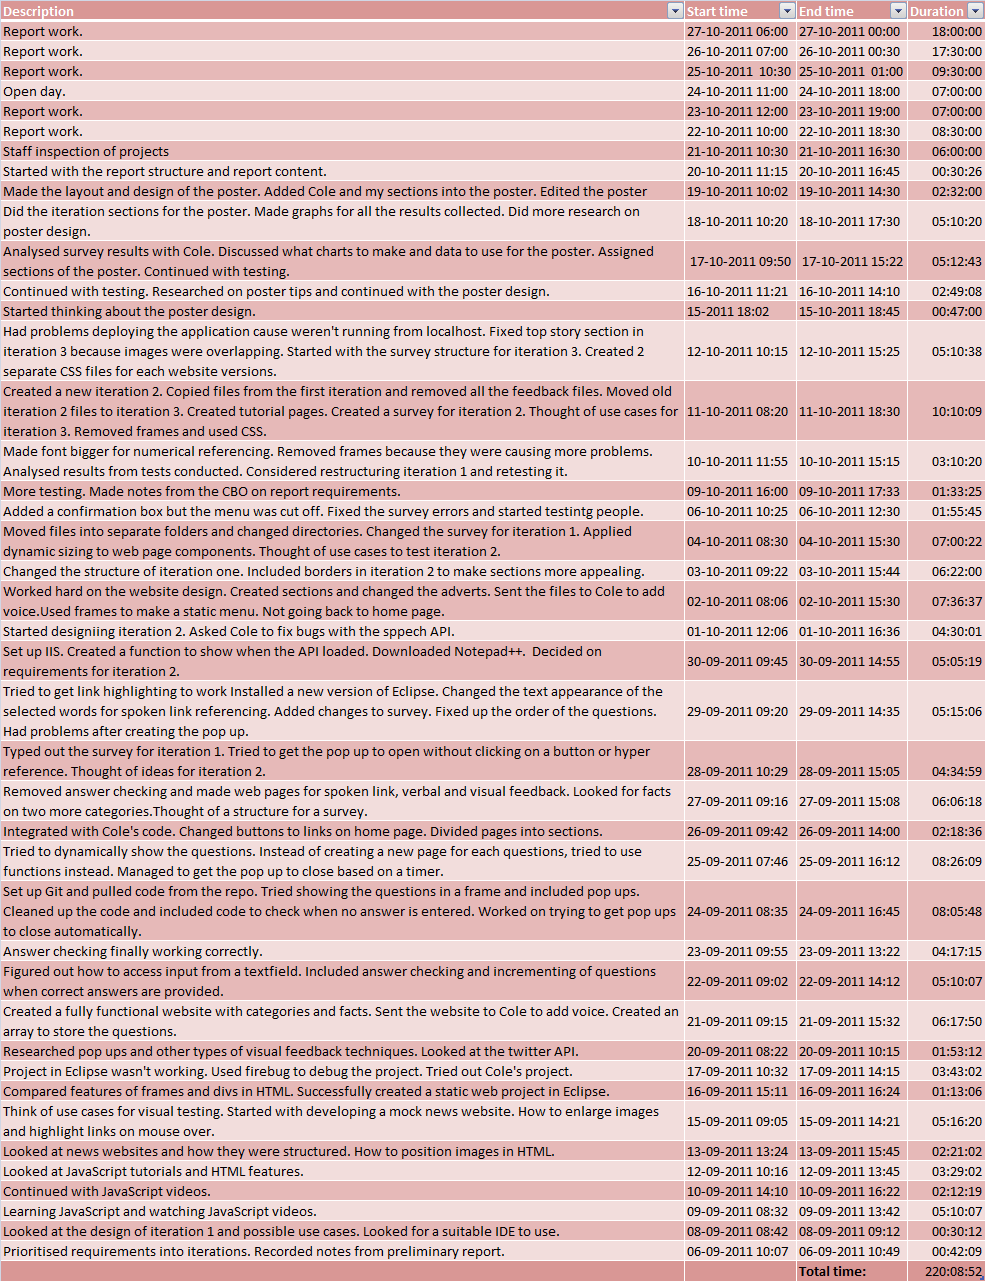 Description Start time End time Duration
Report work. 27-10-2011 06:00 27-10-2011 00:00 18:00:00
Report work. 26-10-2011 07:00 26-10-2011 00:30 17:30:00
Report work. 25-10-2011  10:30 25-10-2011  01:00 09:30:00
Open day. 24-10-2011 11:00 24-10-2011 18:00 07:00:00
Report work. 23-10-2011 12:00 23-10-2011 19:00 07:00:00
Report work. 22-10-2011 10:00 22-10-2011 18:30 08:30:00
Staff inspection of projects 21-10-2011 10:30 21-10-2011 16:30 06:00:00
Started with the report structure and report content. 20-10-2011 11:15 20-10-2011 16:45 00:30:26
Made the layout and design of the poster. Added Cole and my sections into the poster. Edited the poster 19-10-2011 10:02 19-10-2011 14:30 02:32:00
Did the iteration sections for the poster. Made graphs for all the results collected. Did more research on
poster design. 18-10-2011 10:20 18-10-2011 17:30 05:10:20
Analysed survey results with Cole. Discussed what charts to make and data to use for the poster. Assigned
sections of the poster. Continued with testing. 17-10-2011 09:50 17-10-2011 15:22 05:12:43
Continued with testing. Researched on poster tips and continued with the poster design. 16-10-2011 11:21 16-10-2011 14:10 02:49:08
Started thinking about the poster design. 15-2011 18:02 15-10-2011 18:45 00:47:00
Had problems deploying the application cause weren't running from localhost. Fixed top story section in
iteration 3 because images were overlapping. Started with the survey structure for iteration 3. Created 2
separate CSS files for each website versions. 12-10-2011 10:15 12-10-2011 15:25 05:10:38
Created a new iteration 2. Copied files from the first iteration and removed all the feedback files. Moved old
iteration 2 files to iteration 3. Created tutorial pages. Created a survey for iteration 2. Thought of use cases for
iteration 3. Removed frames and used CSS. 11-10-2011 08:20 11-10-2011 18:30 10:10:09
Made font bigger for numerical referencing. Removed frames because they were causing more problems.
Analysed results from tests conducted. Considered restructuring iteration 1 and retesting it. 10-10-2011 11:55 10-10-2011 15:15 03:10:20
More testing. Made notes from the CBO on report requirements. 09-10-2011 16:00 09-10-2011 17:33 01:33:25
Added a confirmation box but the menu was cut off. Fixed the survey errors and started testintg people. 06-10-2011 10:25 06-10-2011 12:30 01:55:45
Moved files into separate folders and changed directories. Changed the survey for iteration 1. Applied
dynamic sizing to web page components. Thought of use cases to test iteration 2. 04-10-2011 08:30 04-10-2011 15:30 07:00:22
Changed the structure of iteration one. Included borders in iteration 2 to make sections more appealing. 03-10-2011 09:22 03-10-2011 15:44 06:22:00
Worked hard on the website design. Created sections and changed the adverts. Sent the files to Cole to add
voice.Used frames to make a static menu. Not going back to home page. 02-10-2011 08:06 02-10-2011 15:30 07:36:37
Started designiing iteration 2. Asked Cole to fix bugs with the sppech API. 01-10-2011 12:06 01-10-2011 16:36 04:30:01
Set up IIS. Created a function to show when the API loaded. Downloaded Notepad++.  Decided on
requirements for iteration 2. 30-09-2011 09:45 30-09-2011 14:55 05:05:19
Tried to get link highlighting to work Installed a new version of Eclipse. Changed the text appearance of the
selected words for spoken link referencing. Added changes to survey. Fixed up the order of the questions.
Had problems after creating the pop up. 29-09-2011 09:20 29-09-2011 14:35 05:15:06
Typed out the survey for iteration 1. Tried to get the pop up to open without clicking on a button or hyper
reference. Thought of ideas for iteration 2. 28-09-2011 10:29 28-09-2011 15:05 04:34:59
Removed answer checking and made web pages for spoken link, verbal and visual feedback. Looked for facts
on two more categories.Thought of a structure for a survey. 27-09-2011 09:16 27-09-2011 15:08 06:06:18
Integrated with Cole's code. Changed buttons to links on home page. Divided pages into sections. 26-09-2011 09:42 26-09-2011 14:00 02:18:36
Tried to dynamically show the questions. Instead of creating a new page for each questions, tried to use
functions instead. Managed to get the pop up to close based on a timer. 25-09-2011 07:46 25-09-2011 16:12 08:26:09
Set up Git and pulled code from the repo. Tried showing the questions in a frame and included pop ups.
Cleaned up the code and included code to check when no answer is entered. Worked on trying to get pop ups
to close automatically. 24-09-2011 08:35 24-09-2011 16:45 08:05:48
Answer checking finally working correctly. 23-09-2011 09:55 23-09-2011 13:22 04:17:15
Figured out how to access input from a textfield. Included answer checking and incrementing of questions
when correct answers are provided. 22-09-2011 09:02 22-09-2011 14:12 05:10:07
Created a fully functional website with categories and facts. Sent the website to Cole to add voice. Created an
array to store the questions. 21-09-2011 09:15 21-09-2011 15:32 06:17:50
Researched pop ups and other types of visual feedback techniques. Looked at the twitter API. 20-09-2011 08:22 20-09-2011 10:15 01:53:12
Project in Eclipse wasn't working. Used firebug to debug the project. Tried out Cole's project. 17-09-2011 10:32 17-09-2011 14:15 03:43:02
Compared features of frames and divs in HTML. Successfully created a static web project in Eclipse. 16-09-2011 15:11 16-09-2011 16:24 01:13:06
Think of use cases for visual testing. Started with developing a mock news website. How to enlarge images
and highlight links on mouse over. 15-09-2011 09:05 15-09-2011 14:21 05:16:20
Looked at news websites and how they were structured. How to position images in HTML. 13-09-2011 13:24 13-09-2011 15:45 02:21:02
Looked at JavaScript tutorials and HTML features. 12-09-2011 10:16 12-09-2011 13:45 03:29:02
Continued with JavaScript videos. 10-09-2011 14:10 10-09-2011 16:22 02:12:19
Learning JavaScript and watching JavaScript videos. 09-09-2011 08:32 09-09-2011 13:42 05:10:07
Looked at the design of iteration 1 and possible use cases. Looked for a suitable IDE to use. 08-09-2011 08:42 08-09-2011 09:12 00:30:12
Prioritised requirements into iterations. Recorded notes from preliminary report. 06-09-2011 10:07 06-09-2011 10:49 00:42:09
Total time: 220:08:52